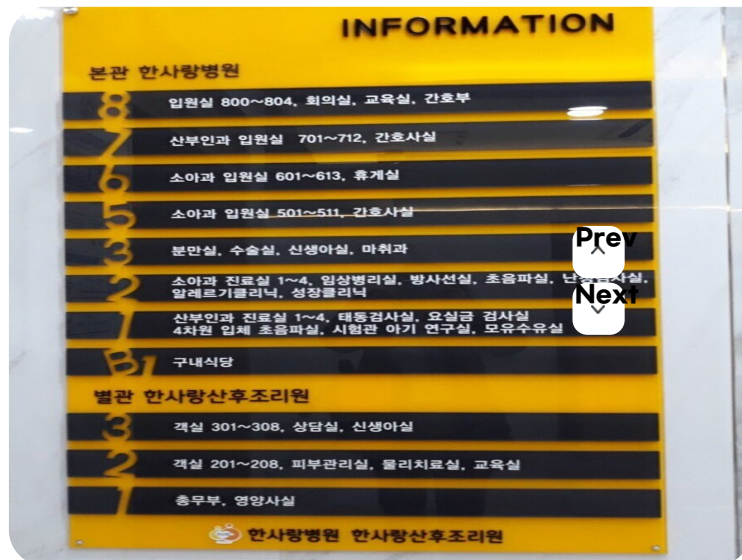 INFORMATION
본관 한사랑병원
8 입원실 800~804, 회의실, 교육실, 간호부
7 산부인과 입원실 701~712, 간호사실
6 소아과 입원실 601~613, 휴게실
5 소아과 입원실 501~511, 간호사실
3 분만실, 수술실, 신생아실, 마취과
Prev
2 소아과 진료실 1~4, 임상병리실, 방사선실, 초음파실,
알레르기클리닉, 성장클리닉
Next
1 산부인과 진료실 1~4, 태동검사실, 요실금 검사실
4차원 입체 초음파실, 시험관 아기 연구실, 모유수유실
B1 구내식당
별관 한사랑산후조리원
3 객실 301~308, 상담실, 신생아실
2 객실 201~208, 피부관리실, 물리치료실, 교육실
1 총무부, 영양사실
한사랑병원 한사랑산후조리원